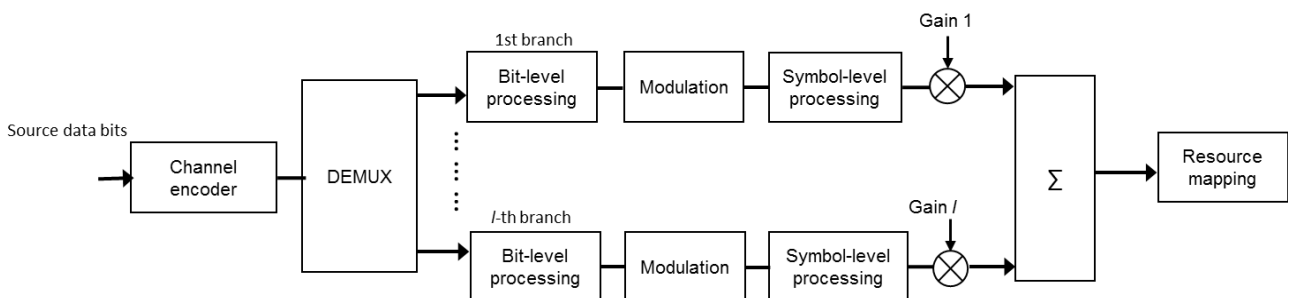 Source data bits
Channel
encoder
DEMUX
1st branch
Bit-level
processing
Modulation
Symbol-level
processing
Gain 1
l-th branch
Bit-level
processing
Modulation
Symbol-level
processing
Gain l
Σ
Resource
mapping